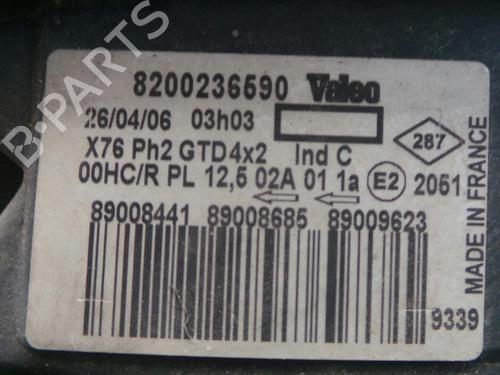 B-PARTS
8200236590 Valeo
26/04/06 03h03
287
X76 Ph2 GTD4x2 Ind C
00HC/R PL 12,5 02A 01 1a E2 2051
89008441 89008685 89009623
9339
MADE IN FRANCE